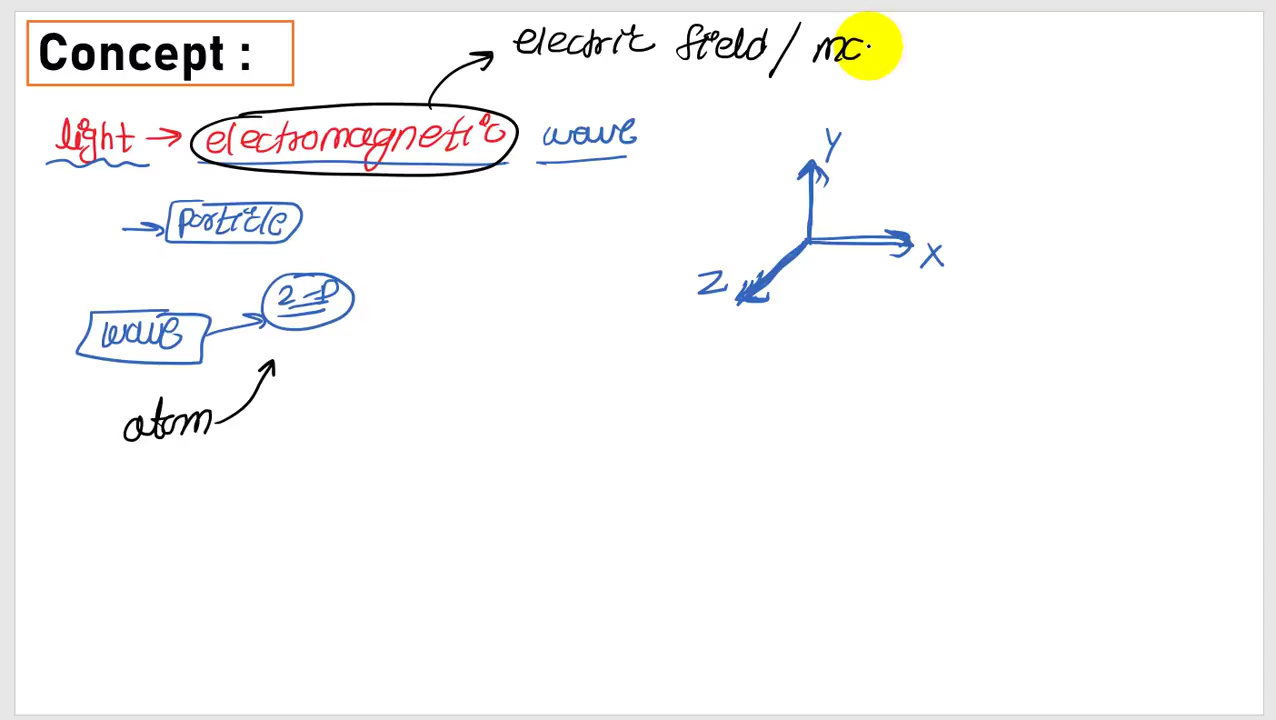 Concept :
electric field /
light → electromagnetic wave
→ particle
Y
X
Z
wave → 2-P
atom